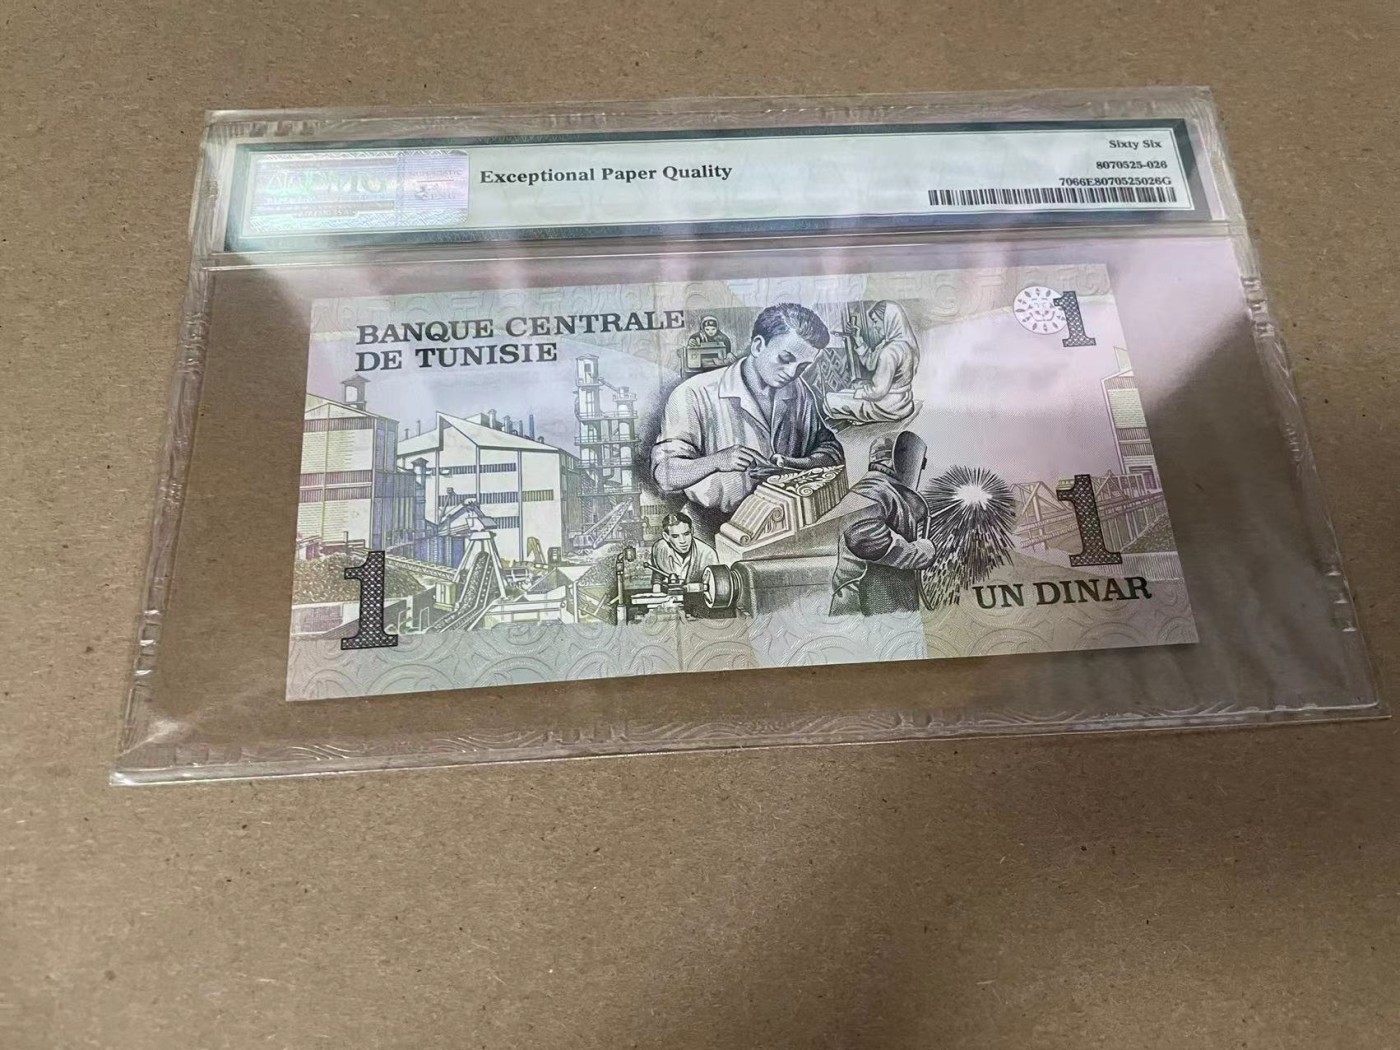 Exceptional Paper Quality
Sixty Six
8070525-026
7066E8070525026G
BANQUE CENTRALE
DE TUNISIE
1
1
1
UN DINAR